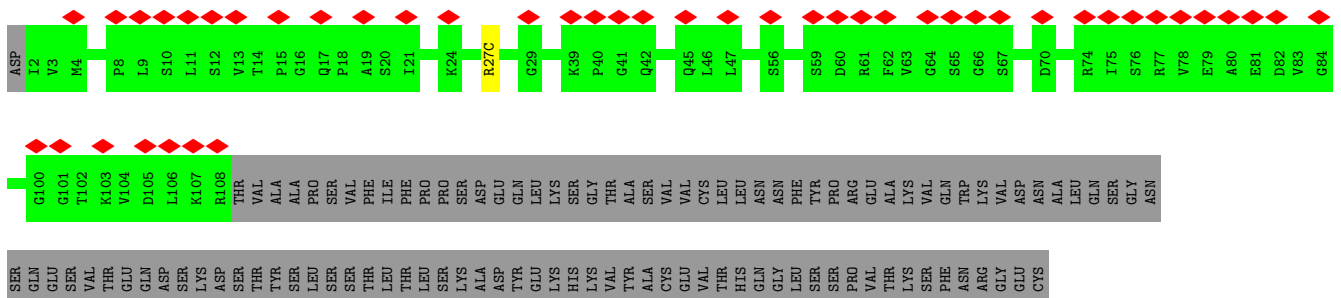 ASP I2 V3 M4 P8 L9 S10 L11 S12 V13 T14 P15 G16 Q17 P18 A19 S20 I21 K24 R27C G29 K39 P40 G41 Q42 Q45 L46 L47 S56 S59 D60 R61 F62 V63 G64 S65 G66 S67 D70 R74 I75 S76 R77 V78 E79 A80 E81 D82 V83 G84
G100 G101 T102 K103 V104 D105 L106 K107 R108 THR VAL ALA ALA PRO SER VAL PHE ILE PHE PRO PRO SER ASP GLU GLN LEU LYS SER GLY THR ALA SER VAL VAL CYS LEU LEU ASN ASN PHE TYR PRO ARG GLU ALA LYS VAL GLN TRP LYS VAL ASP ASN ALA LEU GLN SER GLY ASN
SER GLN GLU SER VAL THR GLU GLN ASP SER LYS ASP SER THR TYR SER LEU SER SER THR LEU THR LEU SER LYS ALA ASP TYR GLU LYS HIS LYS VAL TYR ALA CYS GLU VAL THR HIS GLN GLY LEU SER SER PRO VAL THR LYS SER PHE ASN ARG GLY GLU CYS